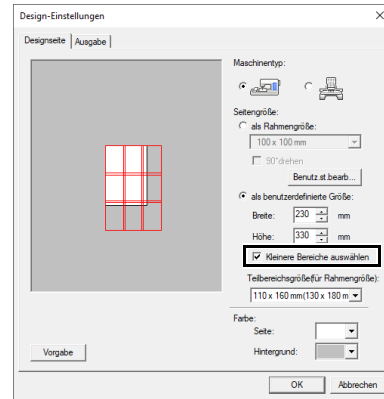 Design-Einstellungen
Designseite
Ausgabe
Maschinentyp:
Seitengröße:
als Rahmengröße:
100 x 100 mm
90°drehen
Benutz.st.bearb...
als benutzerdefinierte Größe:
Breite: 230 mm
Höhe: 330 mm
Kleinere Bereiche auswählen
Teilbereichsgröße(für Rahmengröße):
110 x 160 mm(130 x 180 m
Farbe:
Seite:
Hintergrund:
Vorgabe
OK
Abbrechen